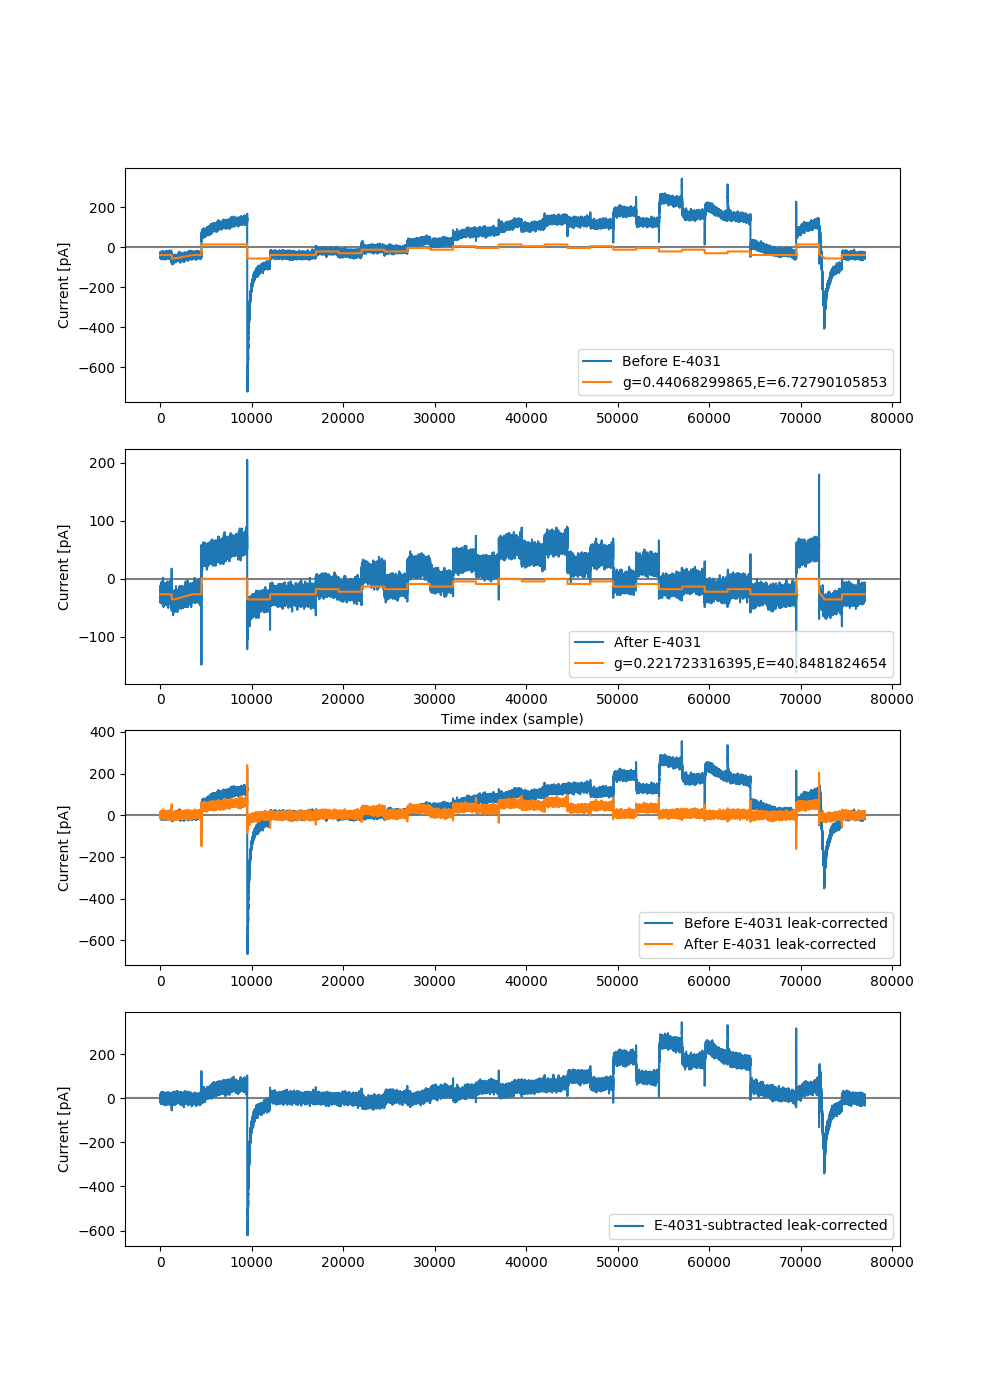 200
0
−200
−400
−600
Current [pA]
Before E-4031
g=0.44068299865,E=6.72790105853
0 10000 20000 30000 40000 50000 60000 70000 80000
200
100
0
−100
Current [pA]
After E-4031
g=0.221723316395,E=40.8481824654
0 10000 20000 30000 40000 50000 60000 70000 80000
Time index (sample)
400
200
0
−200
−400
−600
Current [pA]
Before E-4031 leak-corrected
After E-4031 leak-corrected
0 10000 20000 30000 40000 50000 60000 70000 80000
200
0
−200
−400
−600
Current [pA]
E-4031-subtracted leak-corrected
0 10000 20000 30000 40000 50000 60000 70000 80000